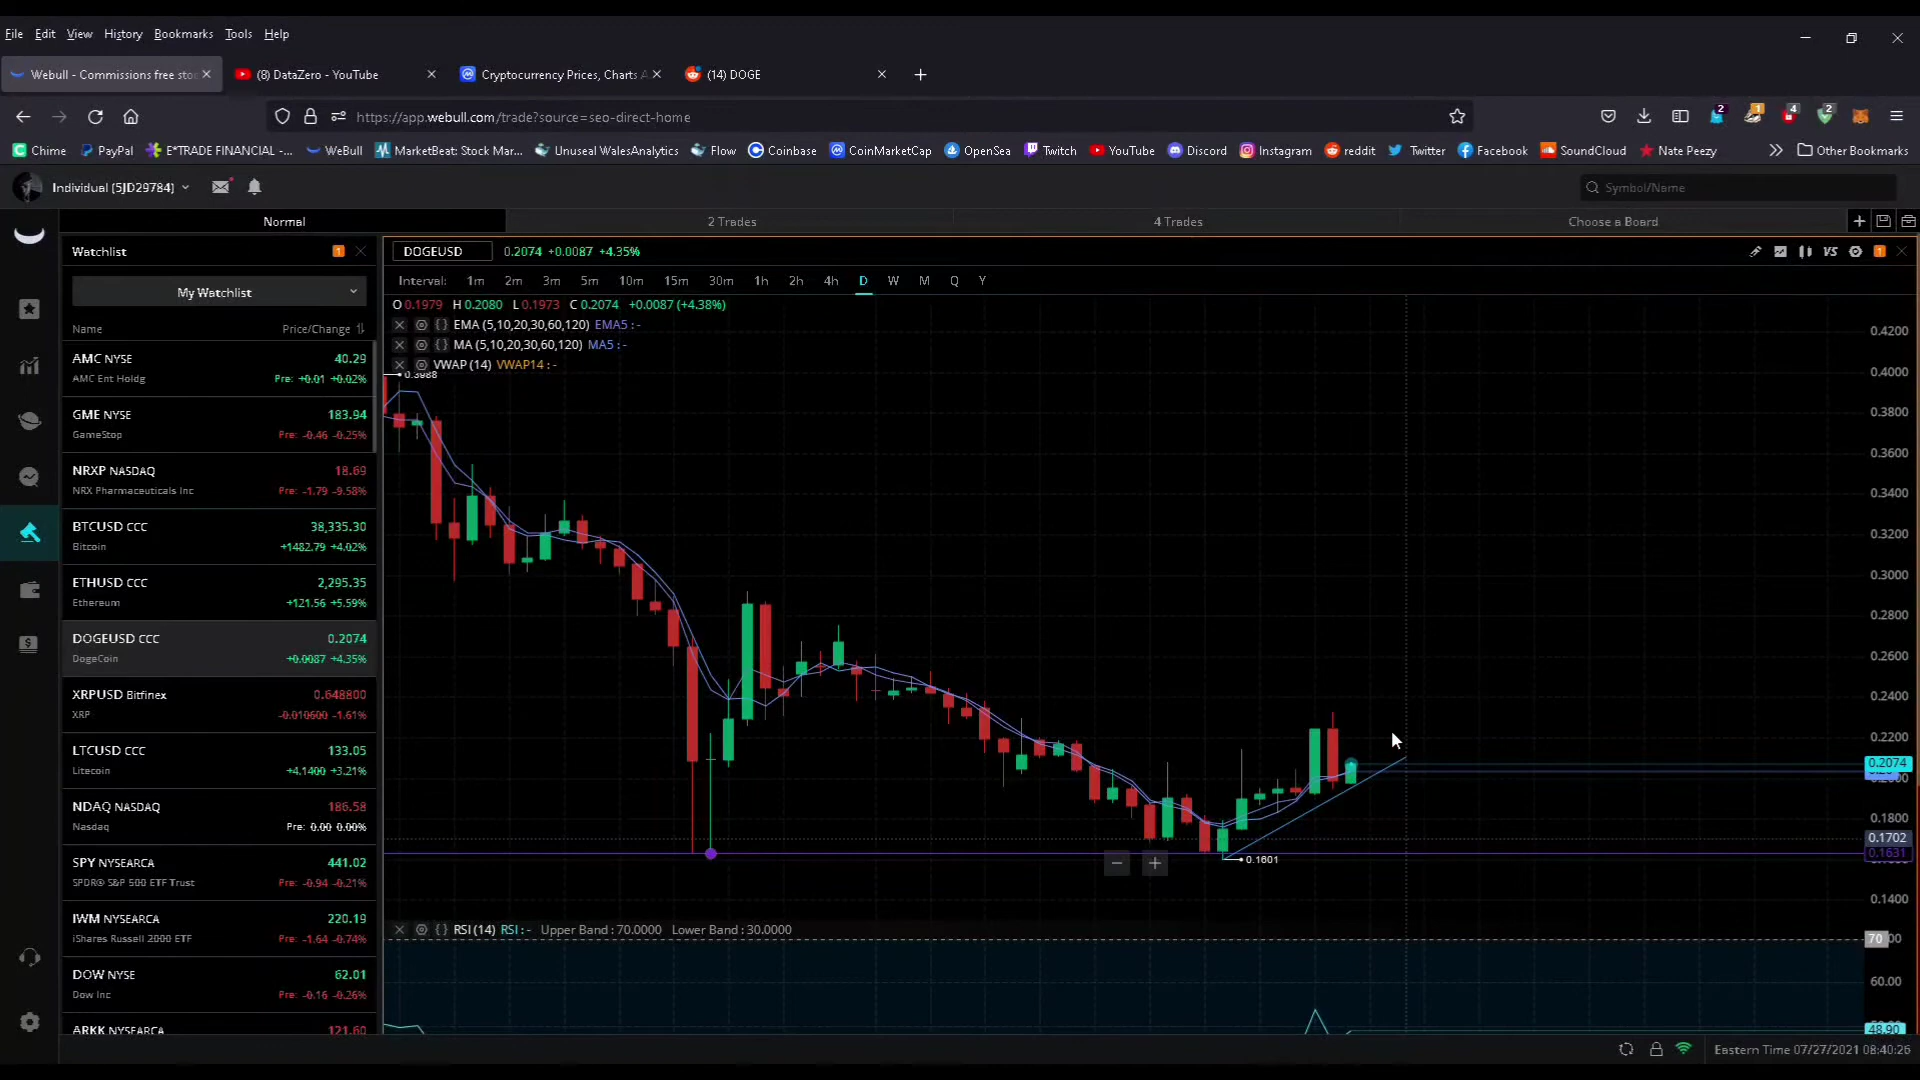 File Edit View History Bookmarks Tools Help
Webull - Commissions free sto
(8) DataZero - YouTube
Cryptocurrency Prices, Charts A
(14) DOGE
https://app.webull.com/trade?source=seo-direct-home
2 1 4 2
Chime PayPal E*TRADE FINANCIAL -... WeBull MarketBeat: Stock Mar... Unuseal WalesAnalytics Flow Coinbase CoinMarketCap OpenSea Twitch YouTube Discord Instagram reddit Twitter Facebook SoundCloud Nate Peezy Other Bookmarks
Individual (5JD29784)
Symbol/Name
Normal 2 Trades 4 Trades Choose a Board
Watchlist 1
My Watchlist
Name Price/Change
AMC NYSE 40.29
AMC Ent Holdg Pre: +0.01 +0.02%
GME NYSE 183.94
GameStop Pre: -0.46 -0.25%
NRXP NASDAQ 18.69
NRX Pharmaceuticals Inc Pre: -1.79 -9.58%
BTCUSD CCC 38,335.30
Bitcoin +1482.79 +4.02%
ETHUSD CCC 2,295.35
Ethereum +121.56 +5.59%
DOGEUSD CCC 0.2074
DogeCoin +0.0087 +4.35%
XRPUSD Bitfinex 0.648800
XRP -0.010600 -1.61%
LTCUSD CCC 133.05
Litecoin +4.1400 +3.21%
NDAQ NASDAQ 186.58
Nasdaq Pre: 0.00 0.00%
SPY NYSEARCA 441.02
SPDR® S&P 500 ETF Trust Pre: -0.94 -0.21%
IWM NYSEARCA 220.19
iShares Russell 2000 ETF Pre: -1.64 -0.74%
DOW NYSE 62.01
Dow Inc Pre: -0.16 -0.26%
ARKK NYSEARCA 121.60
DOGEUSD 0.2074 +0.0087 +4.35%
VS 1
Interval: 1m 2m 3m 5m 10m 15m 30m 1h 2h 4h D W M Q Y
O 0.1979 H 0.2080 L 0.1973 C 0.2074 +0.0087 (+4.38%)
EMA (5,10,20,30,60,120) EMA5 : -
MA (5,10,20,30,60,120) MA5 : -
VWAP (14) VWAP14 : -
0.3988
0.4200
0.4000
0.3800
0.3600
0.3400
0.3200
0.3000
0.2800
0.2600
0.2400
0.2200
0.2074
0.1800
0.1702
0.1631
0.1601
0.1400
RSI (14) RSI : - Upper Band : 70.0000 Lower Band : 30.0000
70
60.00
48.90
Eastern Time 07/27/2021 08:40:26